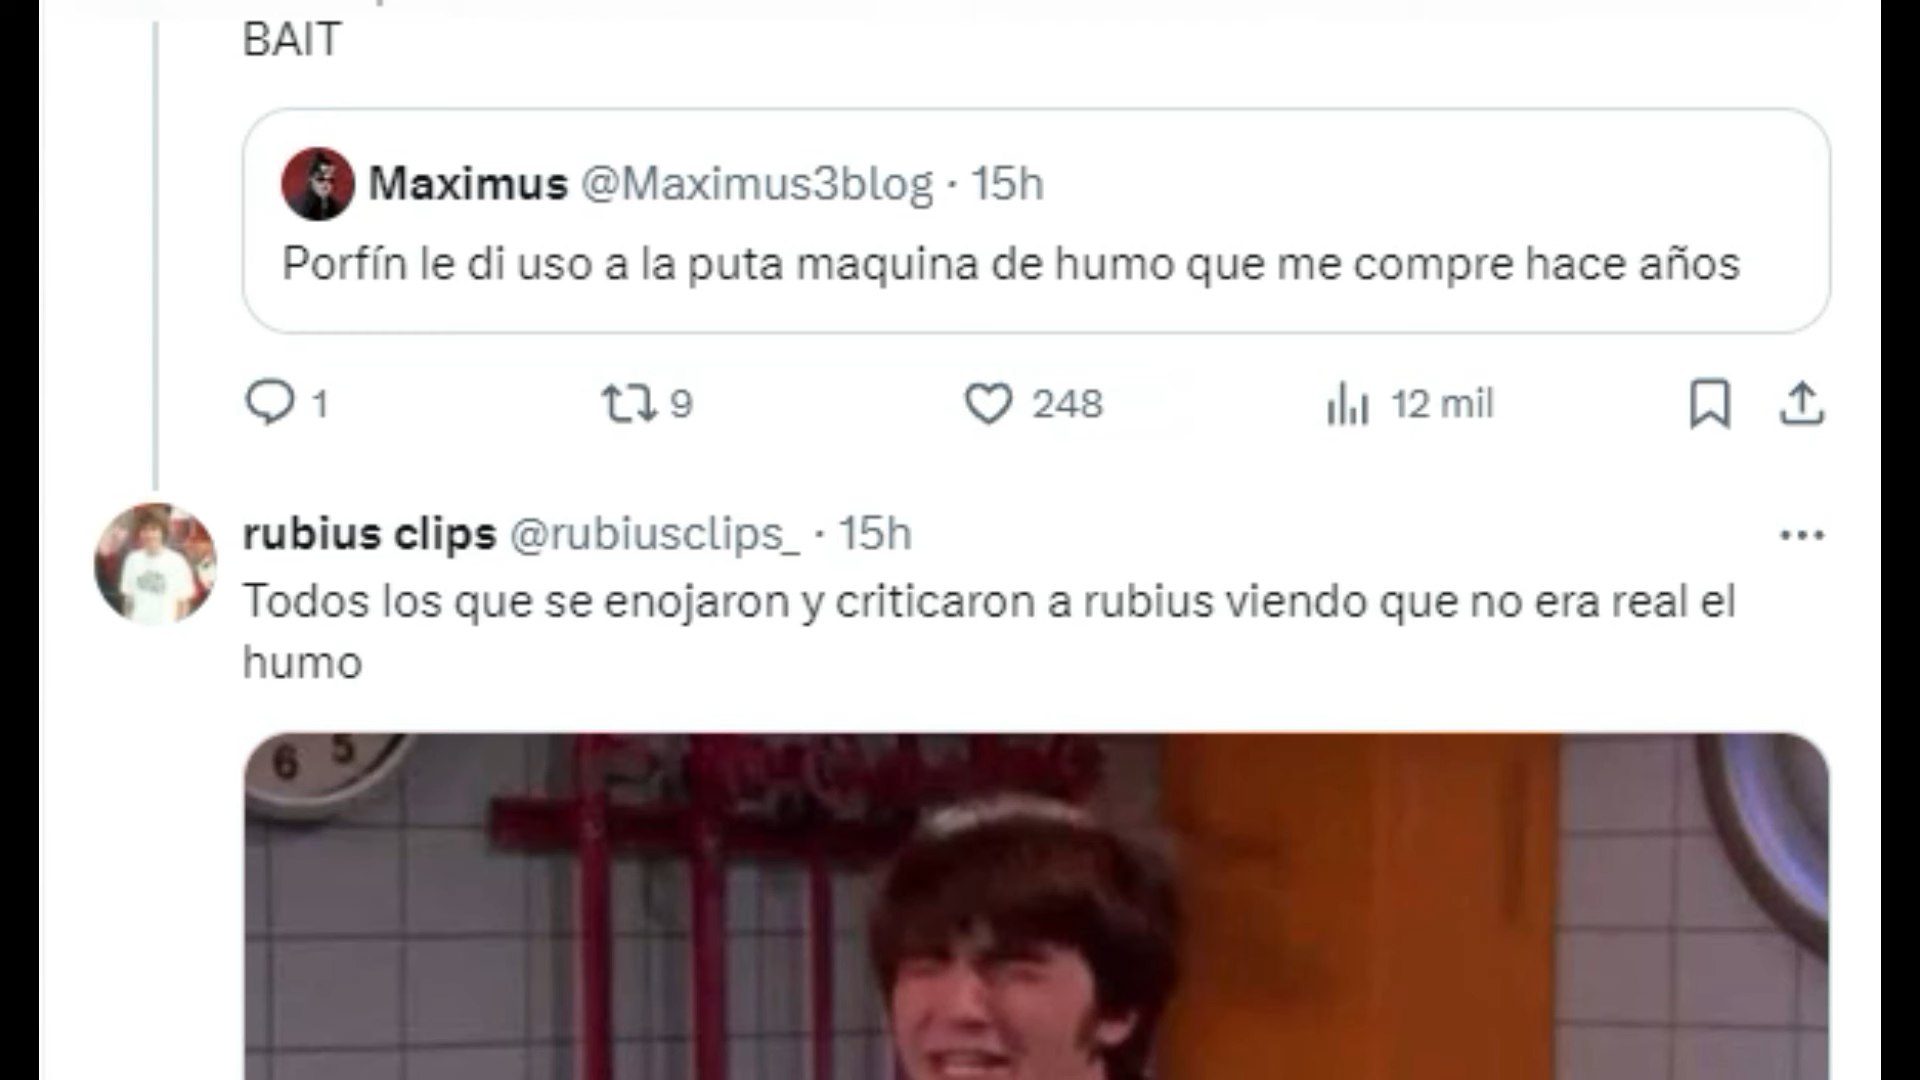 BAIT
Maximus @Maximus3blog · 15h
Porfín le di uso a la puta maquina de humo que me compre hace años
1 9 248 12 mil
rubius clips @rubiusclips_ · 15h
Todos los que se enojaron y criticaron a rubius viendo que no era real el
humo
6 5